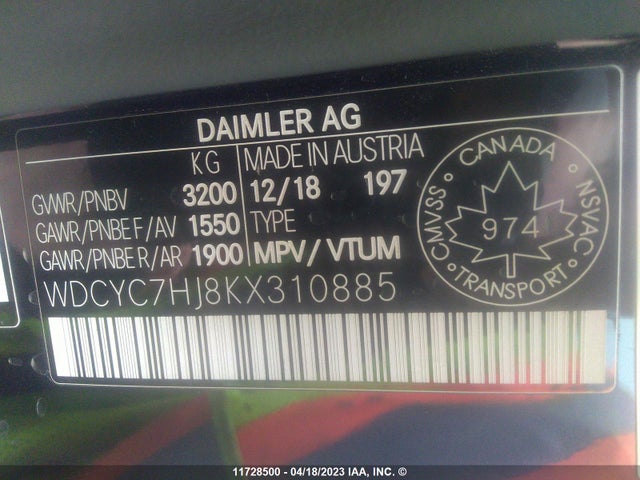 DAIMLER AG
KG MADE IN AUSTRIA
GVWR/PNBV 3200 12/18 197
GAWR/PNBE F/AV 1550 TYPE
GAWR/PNBE R/AR 1900 MPV/VTUM
WDCYC7HJ8KX310885
CANADA
CMVSS NSVAC
974
TRANSPORT
11728500 - 04/18/2023 IAA, INC. ©